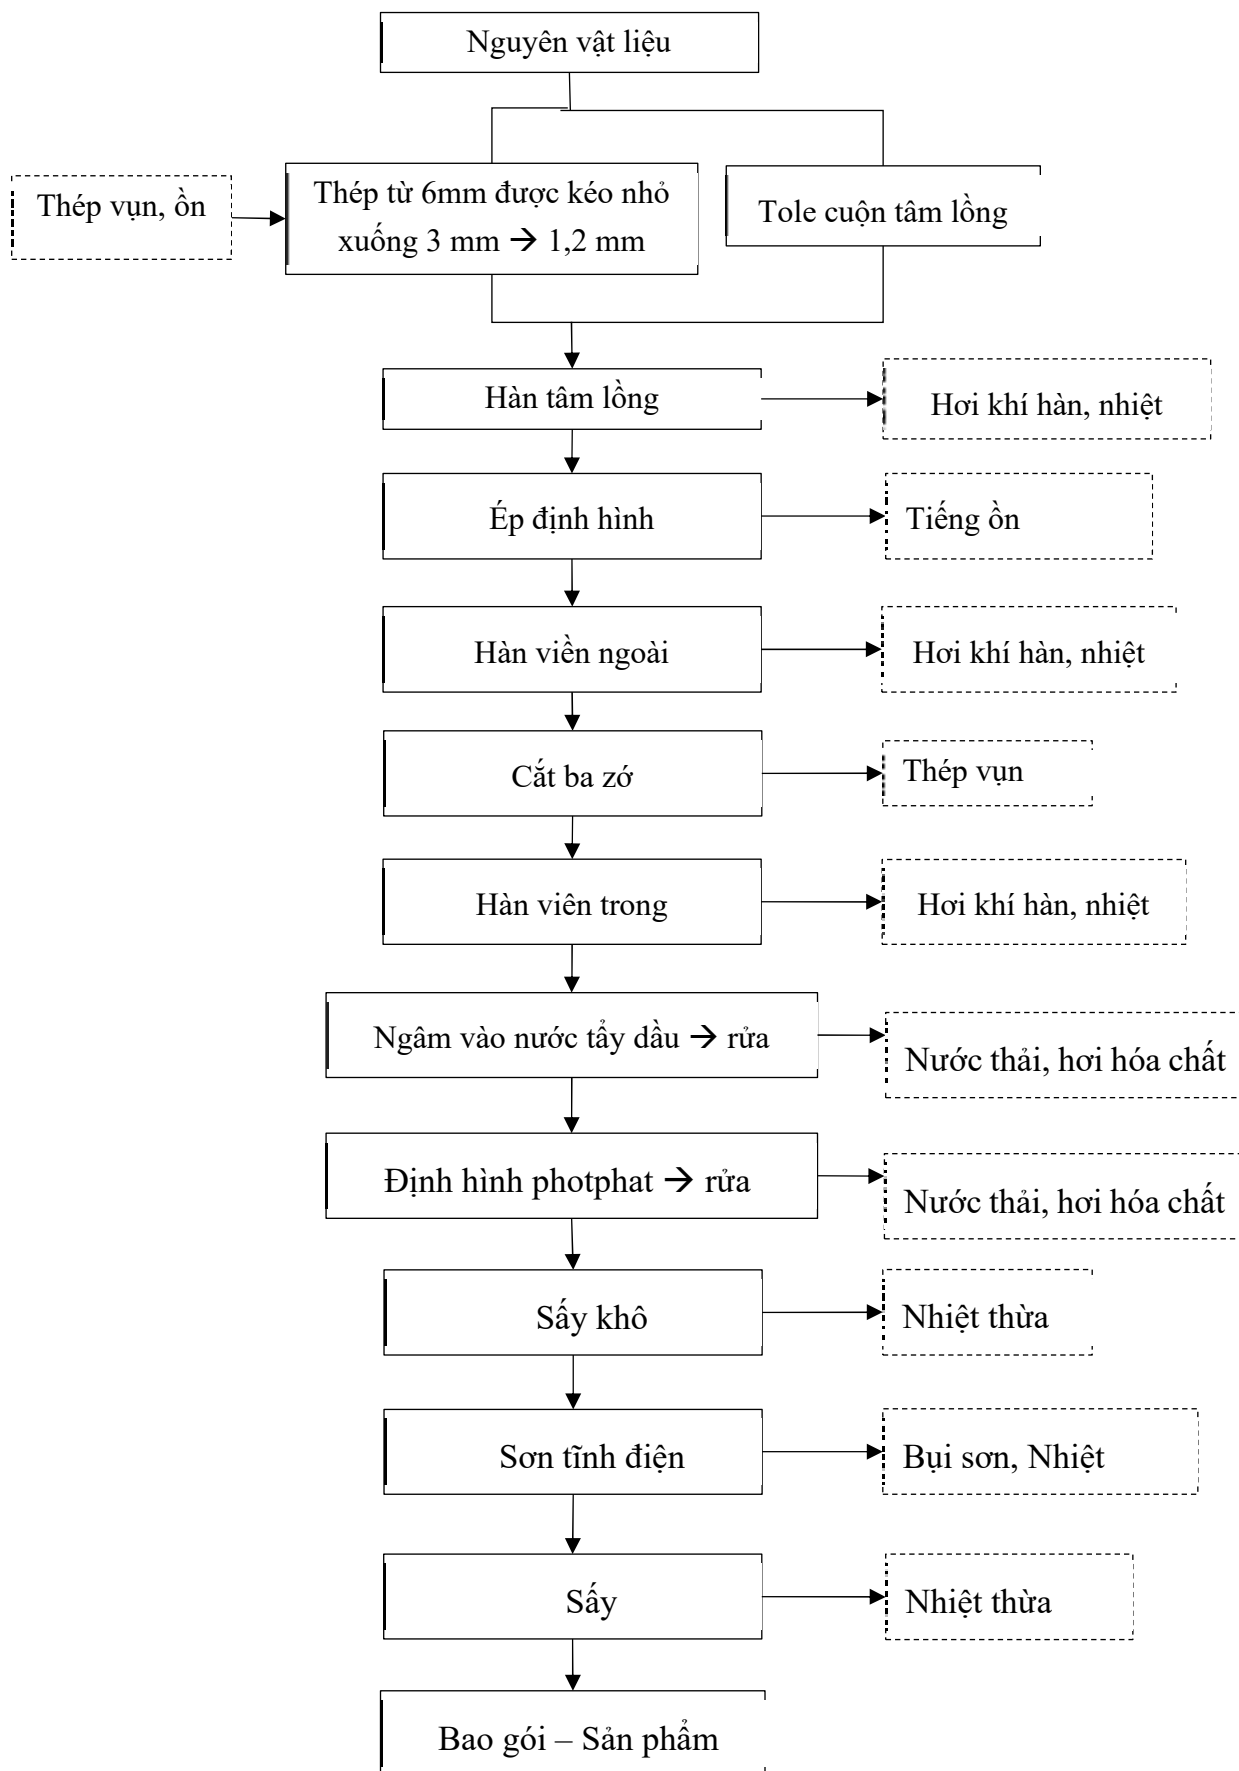 Nguyên vật liệu
Thép vụn, ồn
Thép từ 6mm được kéo nhỏ
xuống 3 mm → 1,2 mm
Tole cuộn tâm lồng
Hàn tâm lồng
Hơi khí hàn, nhiệt
Ép định hình
Tiếng ồn
Hàn viền ngoài
Hơi khí hàn, nhiệt
Cắt ba zớ
Thép vụn
Hàn viên trong
Hơi khí hàn, nhiệt
Ngâm vào nước tẩy dầu → rửa
Nước thải, hơi hóa chất
Định hình photphat → rửa
Nước thải, hơi hóa chất
Sấy khô
Nhiệt thừa
Sơn tĩnh điện
Bụi sơn, Nhiệt
Sấy
Nhiệt thừa
Bao gói – Sản phẩm